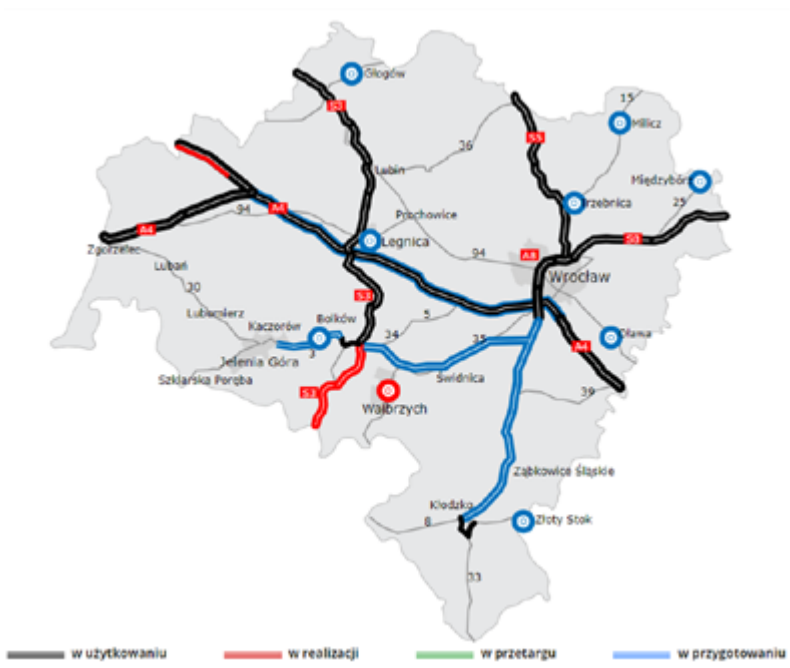 Głogów
15
S3
Milicz
S5
36
Lubin
Międzybórz
Trzebnica
25
94
A4
Prochowice
A4
Legnica
S8
Zgorzelec
94
A8
Wrocław
Lubań
30
S3
Lubomierz
Bolków
5
Kaczorów
34
35
Oława
3
A4
Jelenia Góra
Świdnica
Szklarska Poręba
S3
39
Wałbrzych
Ząbkowice Śląskie
Kłodzko
8
Złoty Stok
33
w użytkowaniu w realizacji w przetargu w przygotowaniu